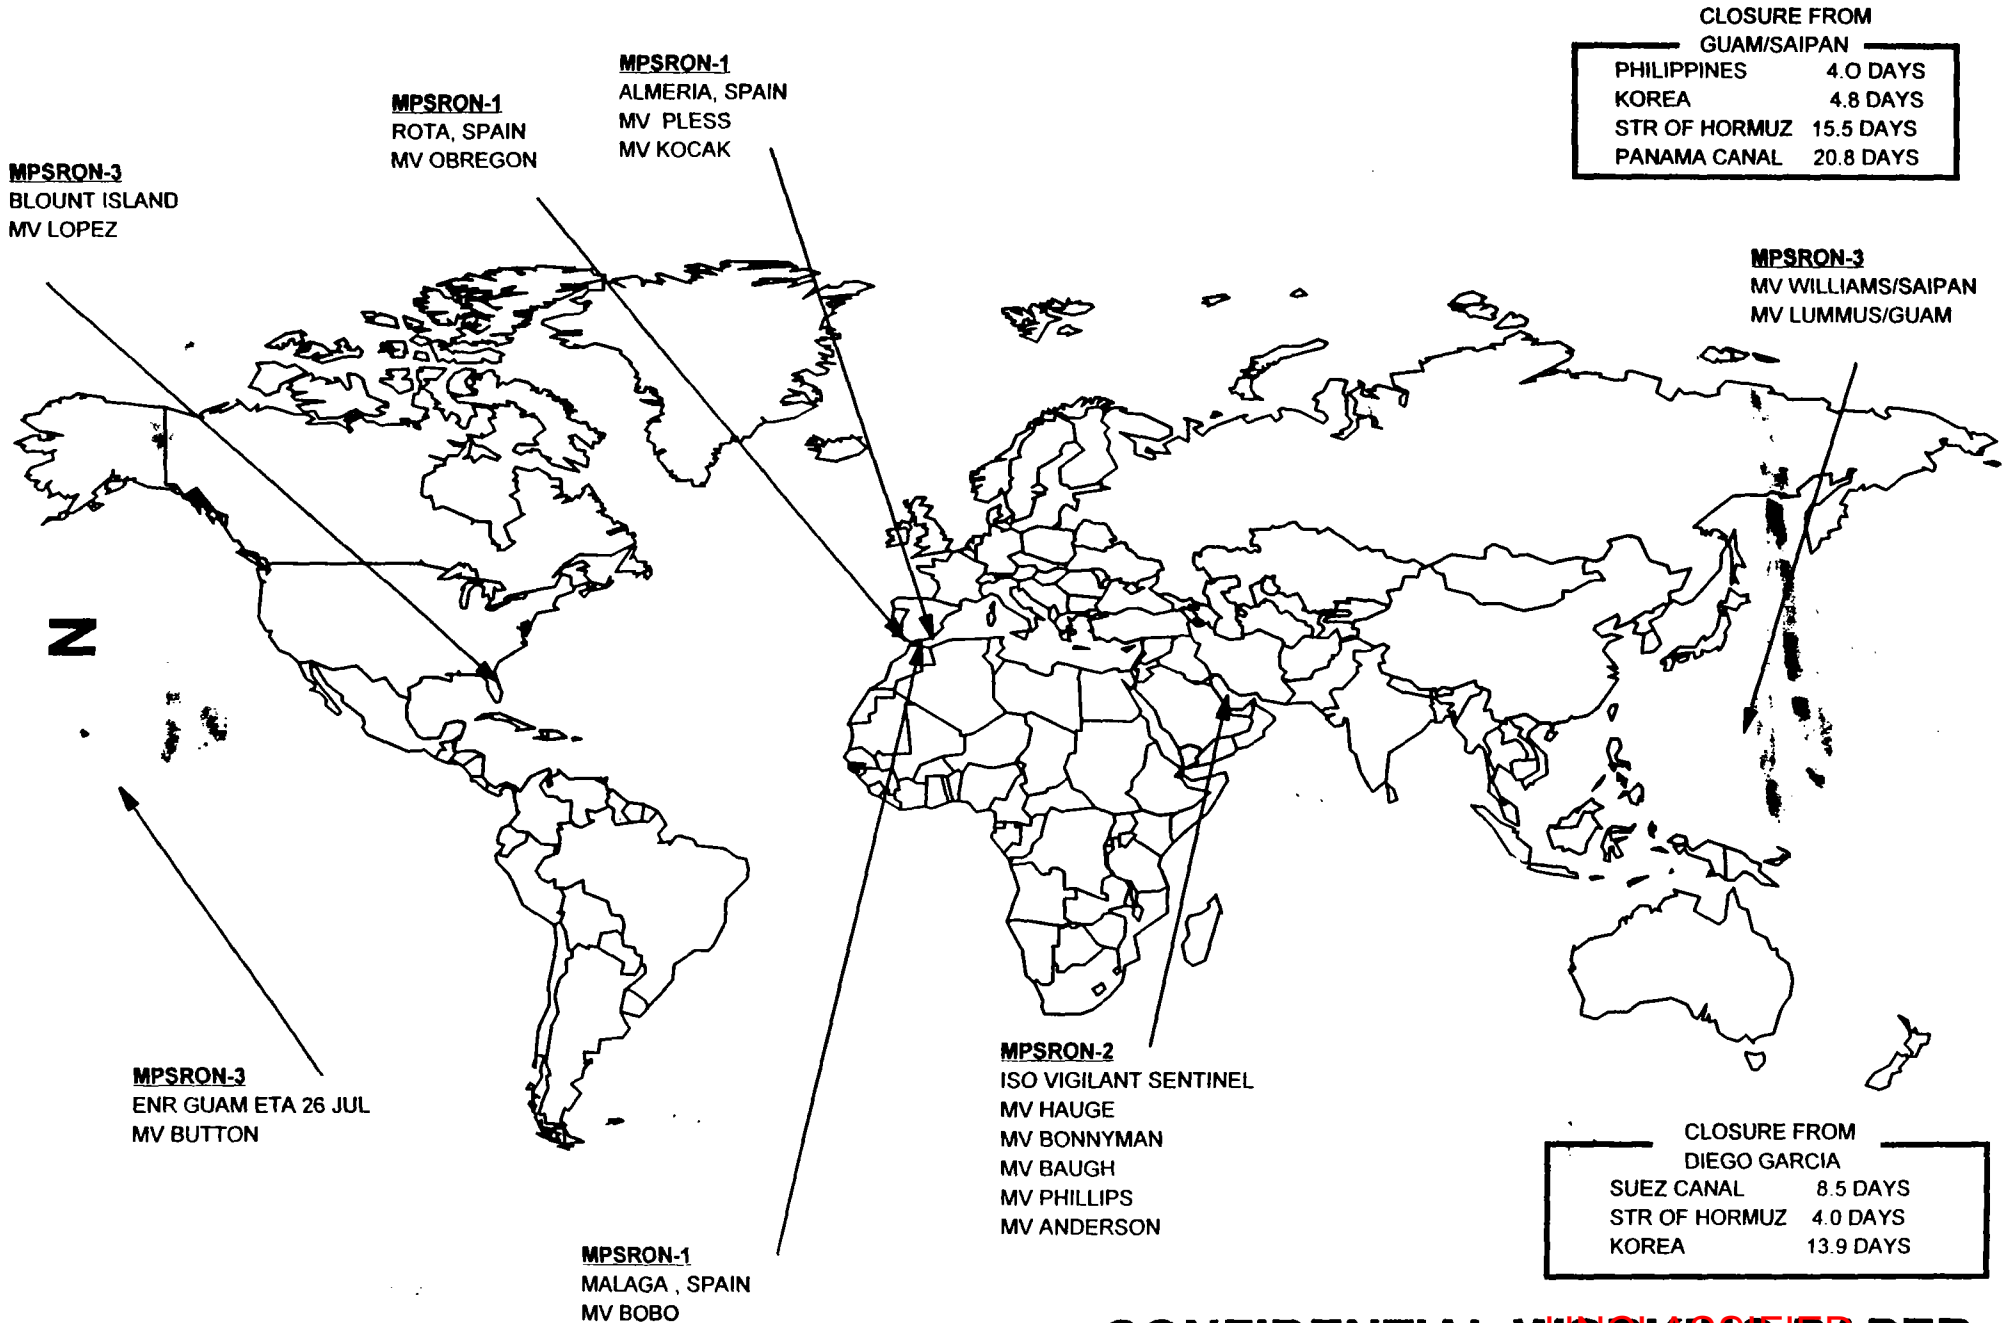 CLOSURE FROM
GUAM/SAIPAN
PHILIPPINES 4.O DAYS
KOREA 4.8 DAYS
STR OF HORMUZ 15.5 DAYS
PANAMA CANAL 20.8 DAYS
MPSRON-1
ALMERIA, SPAIN
MV PLESS
MV KOCAK
MPSRON-1
ROTA, SPAIN
MV OBREGON
MPSRON-3
BLOUNT ISLAND
MV LOPEZ
MPSRON-3
MV WILLIAMS/SAIPAN
MV LUMMUS/GUAM
N
MPSRON-3
ENR GUAM ETA 26 JUL
MV BUTTON
MPSRON-2
ISO VIGILANT SENTINEL
MV HAUGE
MV BONNYMAN
MV BAUGH
MV PHILLIPS
MV ANDERSON
MPSRON-1
MALAGA , SPAIN
MV BOBO
CLOSURE FROM
DIEGO GARCIA
SUEZ CANAL 8.5 DAYS
STR OF HORMUZ 4.0 DAYS
KOREA 13.9 DAYS